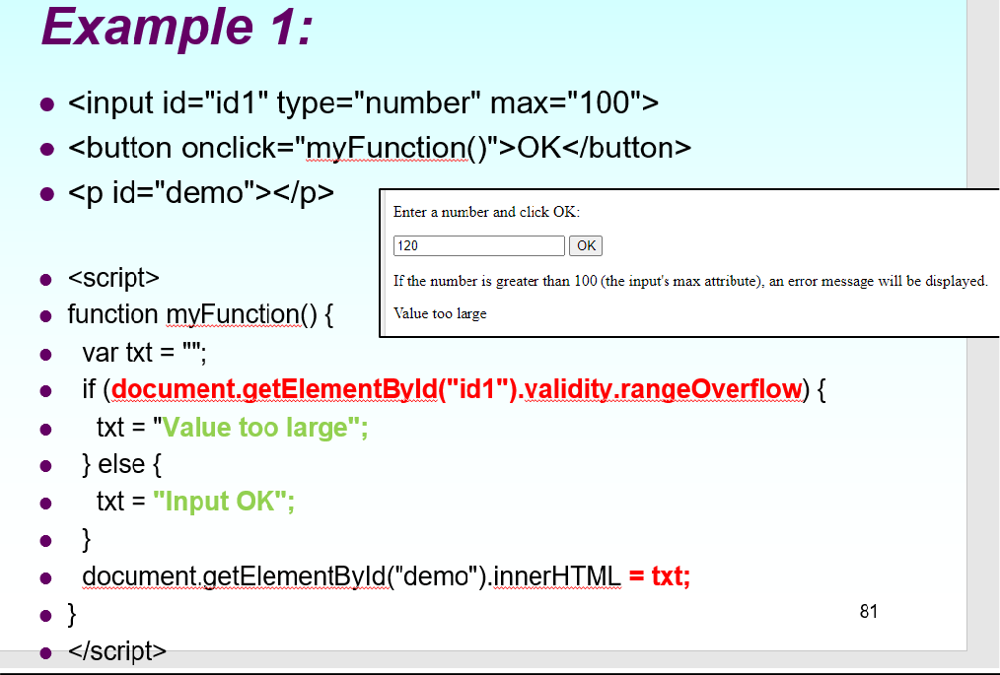 Example 1:
<input id="id1" type="number" max="100">
<button onclick="myFunction()">OK</button>
<p id="demo"></p>
Enter a number and click OK:
120 OK
If the number is greater than 100 (the input's max attribute), an error message will be displayed.
Value too large
<script>
function myFunction() {
var txt = "";
if (document.getElementById("id1").validity.rangeOverflow) {
txt = "Value too large";
} else {
txt = "Input OK";
}
document.getElementById("demo").innerHTML = txt;
}
</script>
81